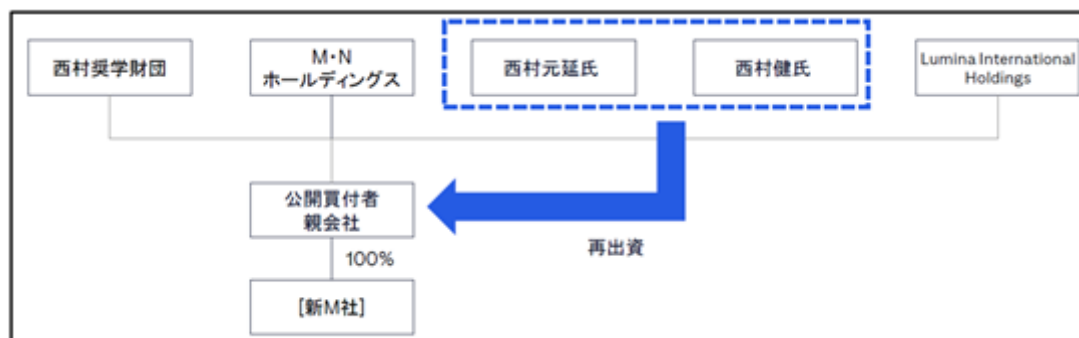 西村奨学財団
M・N
ホールディングス
西村元延氏
西村健氏
Lumina International
Holdings
公開買付者
親会社
再出資
100%
[新M社]